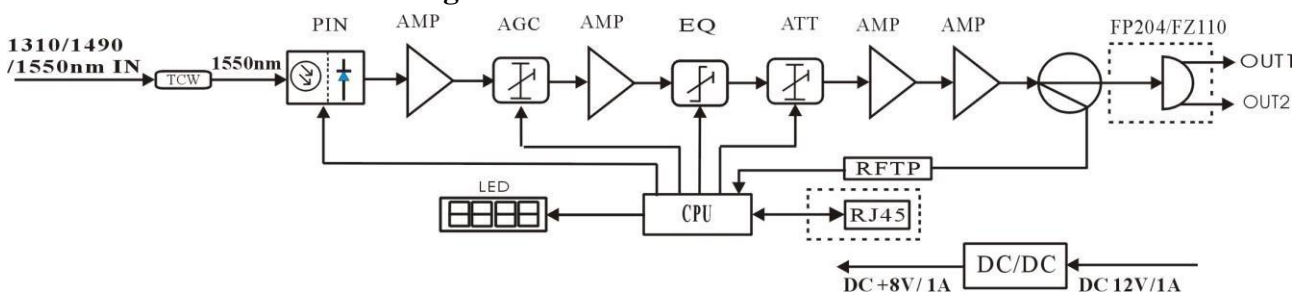 PIN AMP AGC AMP EQ ATT AMP AMP FP204/FZ110
1310/1490
/1550nm IN
TCW
1550nm
OUT1
OUT2
RFTP
LED
CPU
RJ45
DC/DC
DC+8V/1A
DC 12V/1A